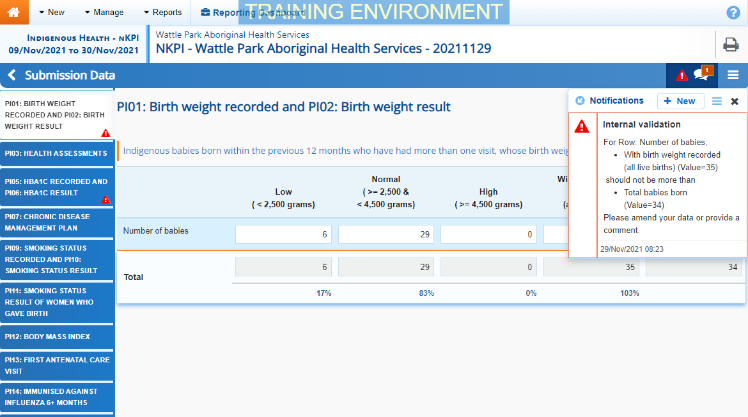 New
Manage
Reports
Reporting Dashboard
TRAINING ENVIRONMENT
?
Indigenous Health - nKPI
09/Nov/2021 to 30/Nov/2021
Wattle Park Aboriginal Health Services
NKPI - Wattle Park Aboriginal Health Services - 20211129
Submission Data
1
PI01: BIRTH WEIGHT
RECORDED AND PI02: BIRTH
WEIGHT RESULT
PI03: HEALTH ASSESSMENTS
PI05: HBA1C RECORDED AND
PI06: HBA1C RESULT
PI07: CHRONIC DISEASE
MANAGEMENT PLAN
PI09: SMOKING STATUS
RECORDED AND PI10:
SMOKING STATUS RESULT
PI11: SMOKING STATUS
RESULT OF WOMEN WHO
GAVE BIRTH
PI12: BODY MASS INDEX
PI13: FIRST ANTENATAL CARE
VISIT
PI14: IMMUNISED AGAINST
INFLUENZA 6+ MONTHS
PI01: Birth weight recorded and PI02: Birth weight result
Indigenous babies born within the previous 12 months who have had more than one visit, whose birth weig
Low
( < 2,500 grams)
Normal
( >= 2,500 &
< 4,500 grams)
High
( >= 4,500 grams)
Wi
(a
Number of babies
6
29
0
Total
6
29
0
35
34
17%
83%
0%
103%
Notifications
+ New
Internal validation
For Row: Number of babies;
• With birth weight recorded
(all live births) (Value=35)
should not be more than
• Total babies born
(Value=34)
Please amend your data or provide a
comment.
29/Nov/2021 08:23